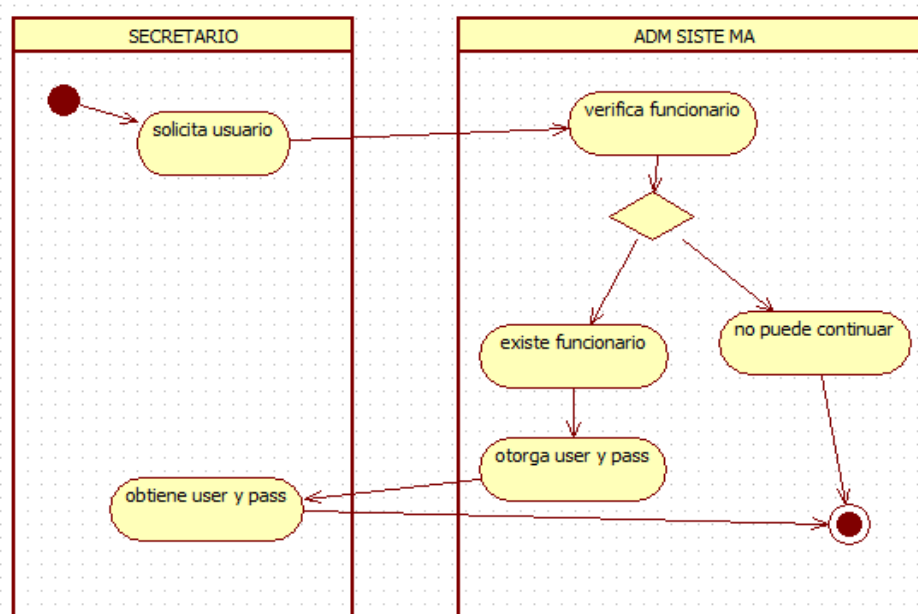 SECRETARIO
ADM SISTE MA
solicita usuario
verifica funcionario
existe funcionario
no puede continuar
otorga user y pass
obtiene user y pass